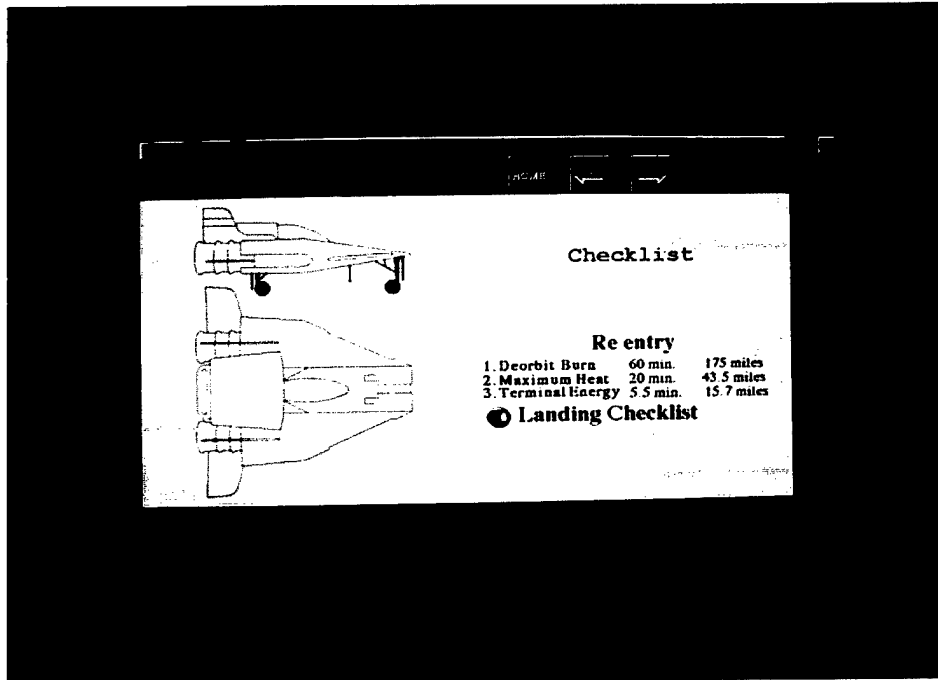 HOME
Checklist
Re entry
1. Deorbit Burn 60 min. 175 miles
2. Maximum Heat 20 min. 43.5 miles
3. Terminal Energy 5.5 min. 15.7 miles
Landing Checklist